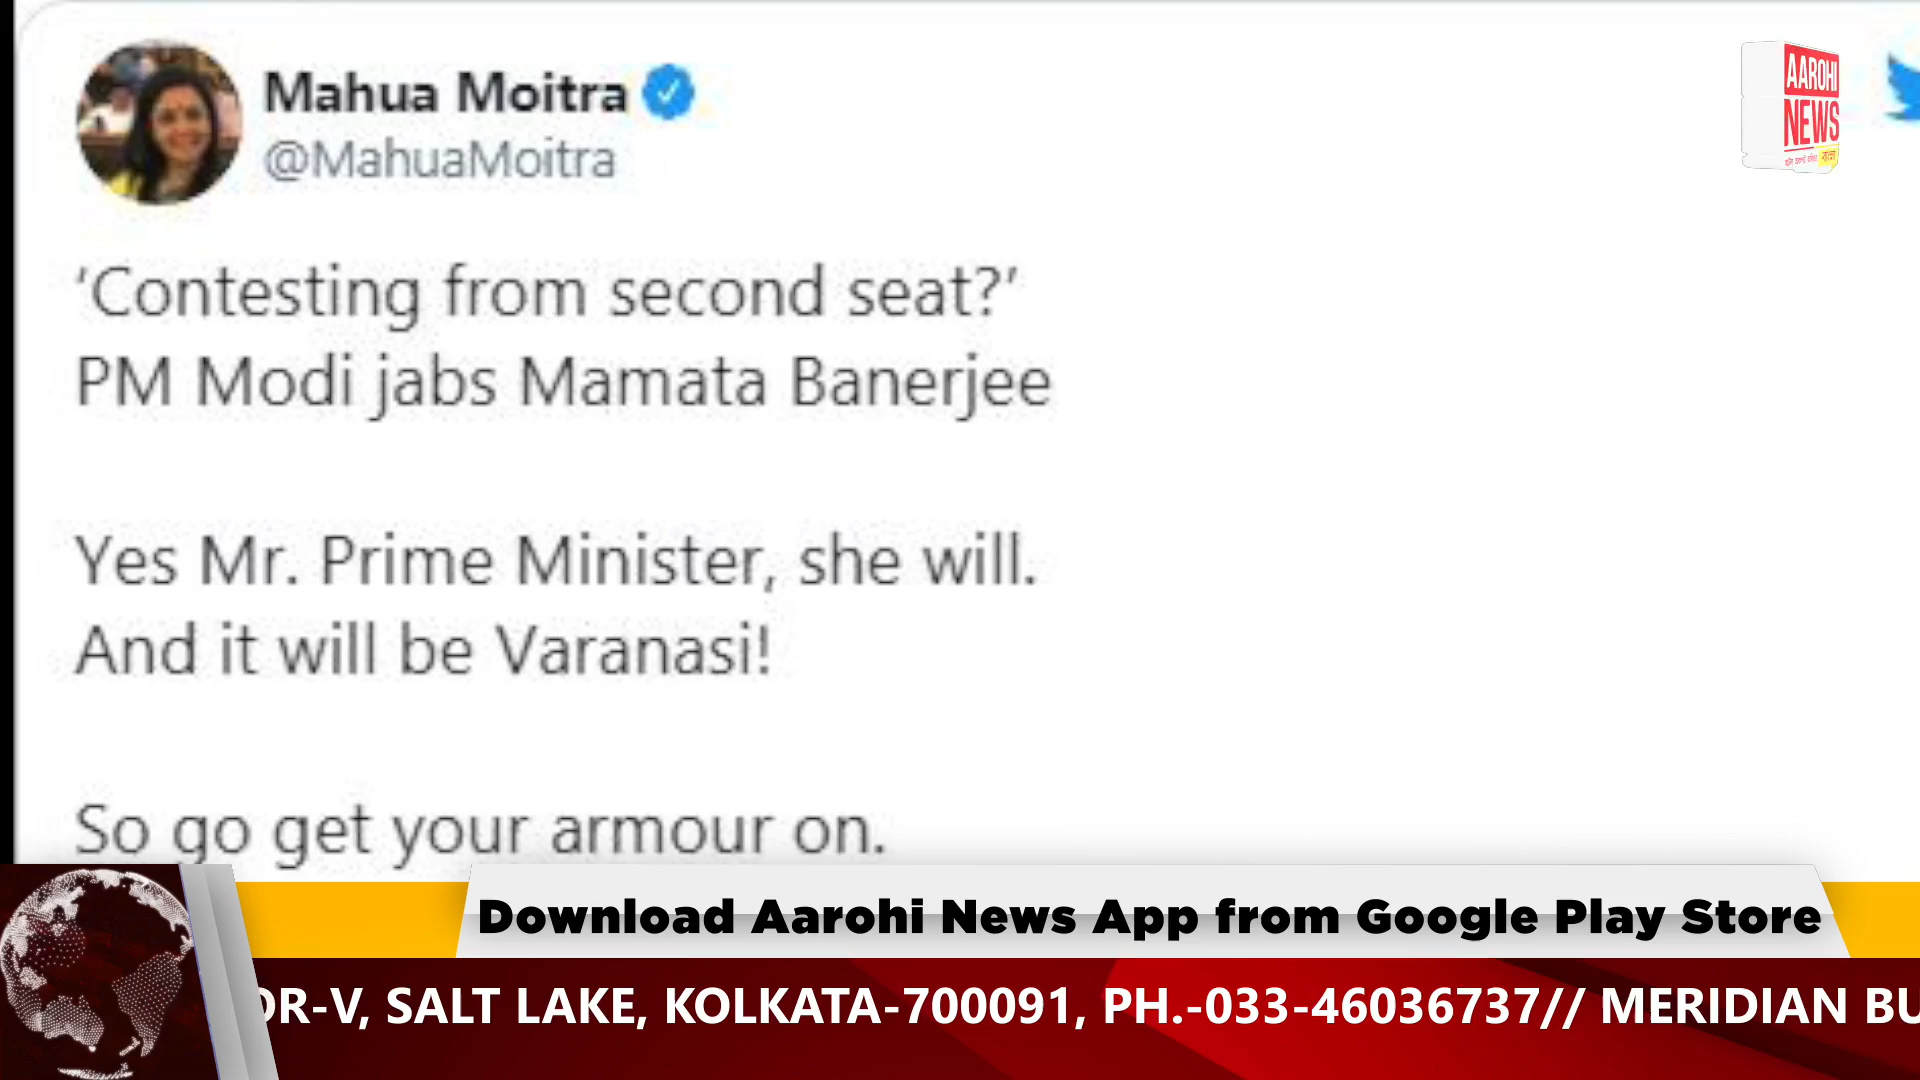 Mahua Moitra
@MahuaMoitra
AAROHI
NEWS
‘Contesting from second seat?’
PM Modi jabs Mamata Banerjee
Yes Mr. Prime Minister, she will.
And it will be Varanasi!
So go get your armour on.
Download Aarohi News App from Google Play Store
OR-V, SALT LAKE, KOLKATA-700091, PH.-033-46036737// MERIDIAN BU